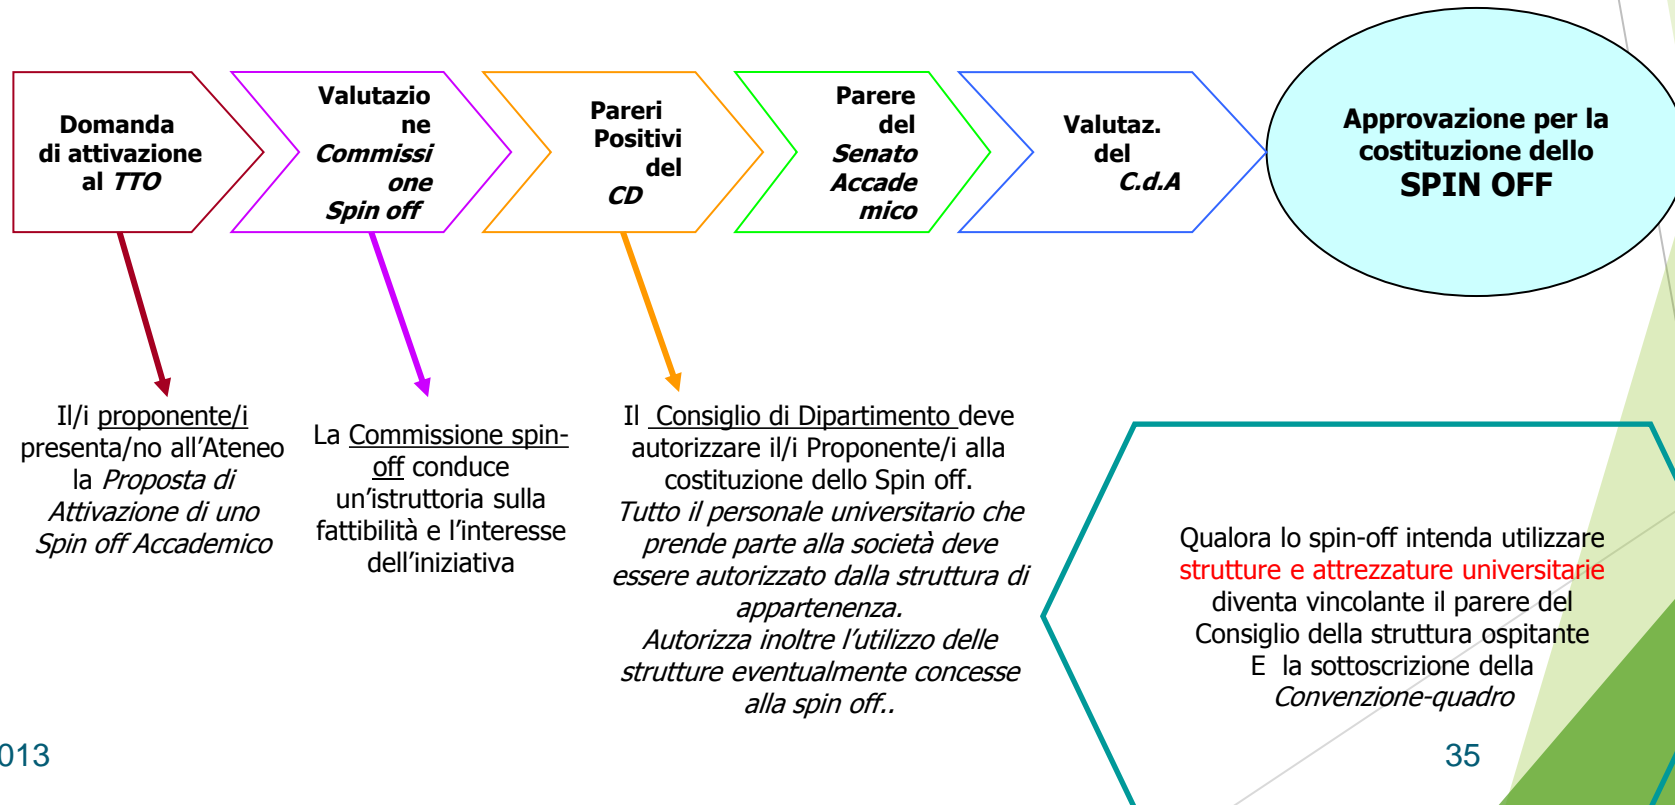 Domanda
di attivazione
al TTO
Valutazio
ne
Commissi
one
Spin off
Pareri
Positivi
del
CD
Parere
del
Senato
Accade
mico
Valutaz.
del
C.d.A
Approvazione per la
costituzione dello
SPIN OFF
Il/i proponente/i
presenta/no all’Ateneo
la Proposta di
Attivazione di uno
Spin off Accademico
La Commissione spin-
off conduce
un’istruttoria sulla
fattibilità e l’interesse
dell’iniziativa
Il Consiglio di Dipartimento deve
autorizzare il/i Proponente/i alla
costituzione dello Spin off.
Tutto il personale universitario che
prende parte alla società deve
essere autorizzato dalla struttura di
appartenenza.
Autorizza inoltre l’utilizzo delle
strutture eventualmente concesse
alla spin off..
Qualora lo spin-off intenda utilizzare
strutture e attrezzature universitarie
diventa vincolante il parere del
Consiglio della struttura ospitante
E la sottoscrizione della
Convenzione-quadro
013
35